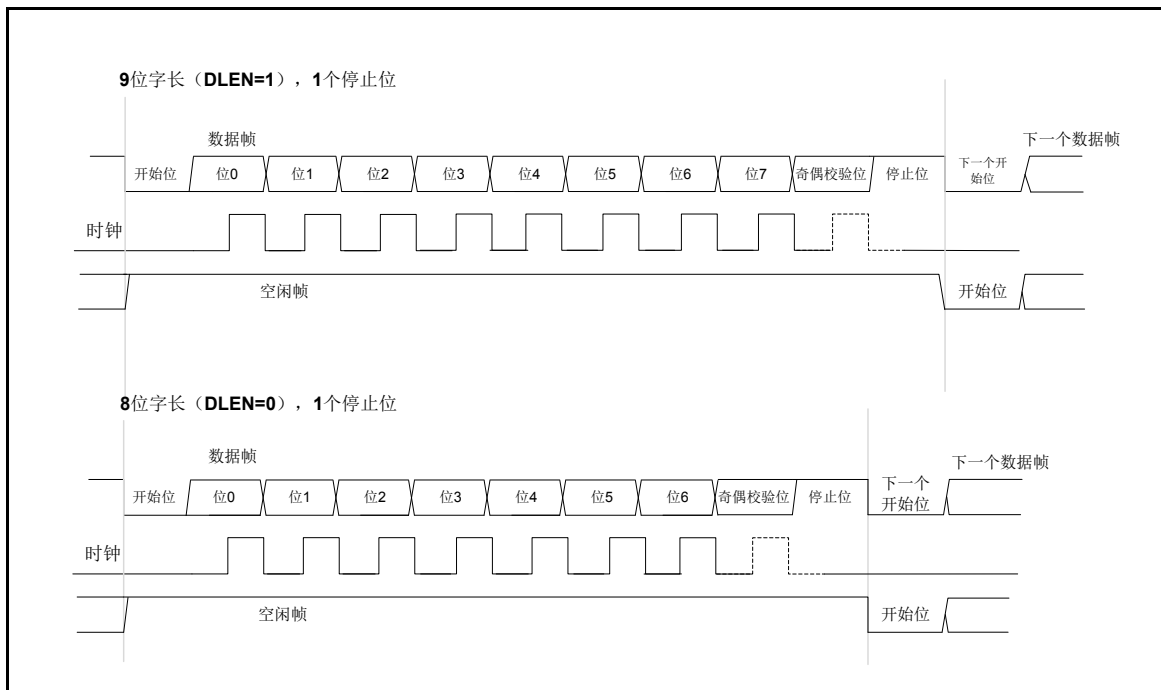 9位字长（DLEN=1），1个停止位
数据帧
下一个数据帧
开始位 位0 位1 位2 位3 位4 位5 位6 位7 奇偶校验位 停止位 下一个开
始位
时钟
空闲帧 开始位
8位字长（DLEN=0），1个停止位
数据帧
下一个数据帧
开始位 位0 位1 位2 位3 位4 位5 位6 奇偶校验位 停止位 下一个
开始位
时钟
空闲帧 开始位